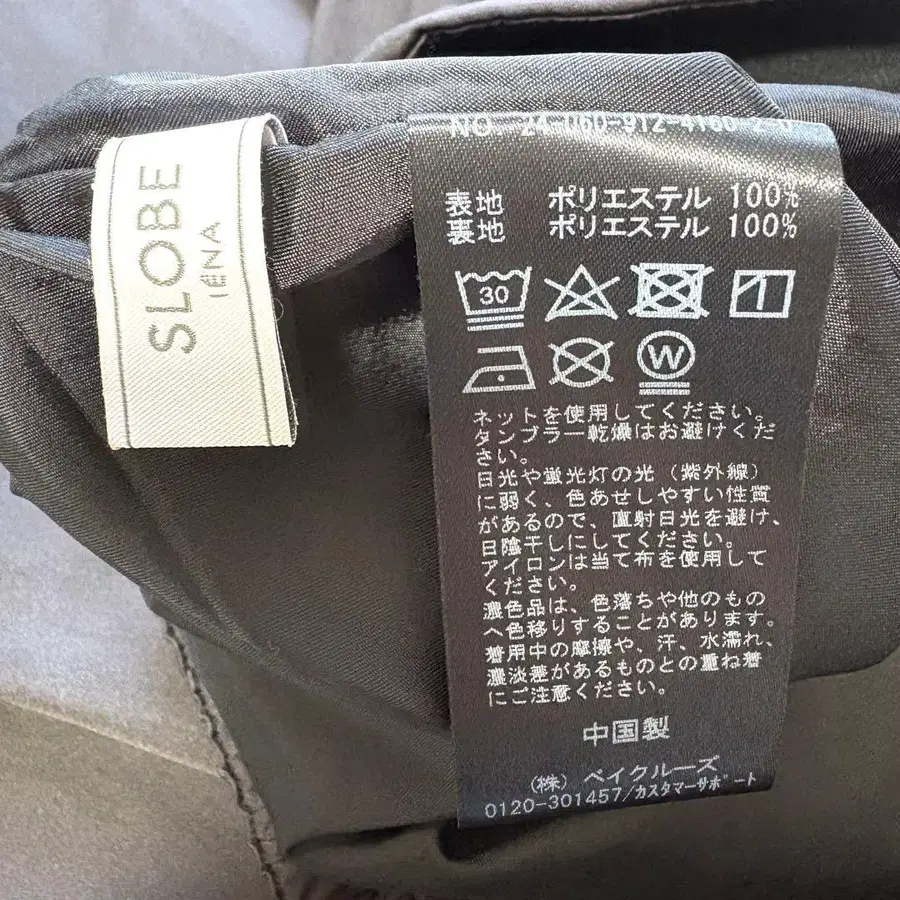 SLOBE
IENA
表地 ポリエステル 100%
裏地 ポリエステル 100%
30
W
ネットを使用してください。
タンブラー乾燥はお避けくだ
さい。
日光や蛍光灯の光（紫外線）
に弱く、色あせしやすい性質
があるので、直射日光を避け、
日陰干しにしてください。
アイロンは当て布を使用して
ください。
濃色品は、色落ちや他のもの
へ色移りすることがあります。
着用中の摩擦や、汗、水濡れ、
濃淡差があるものとの重ね着
にご注意ください。
中国製
（株）ベイクルーズ
0120-301457/カスタマーサポート